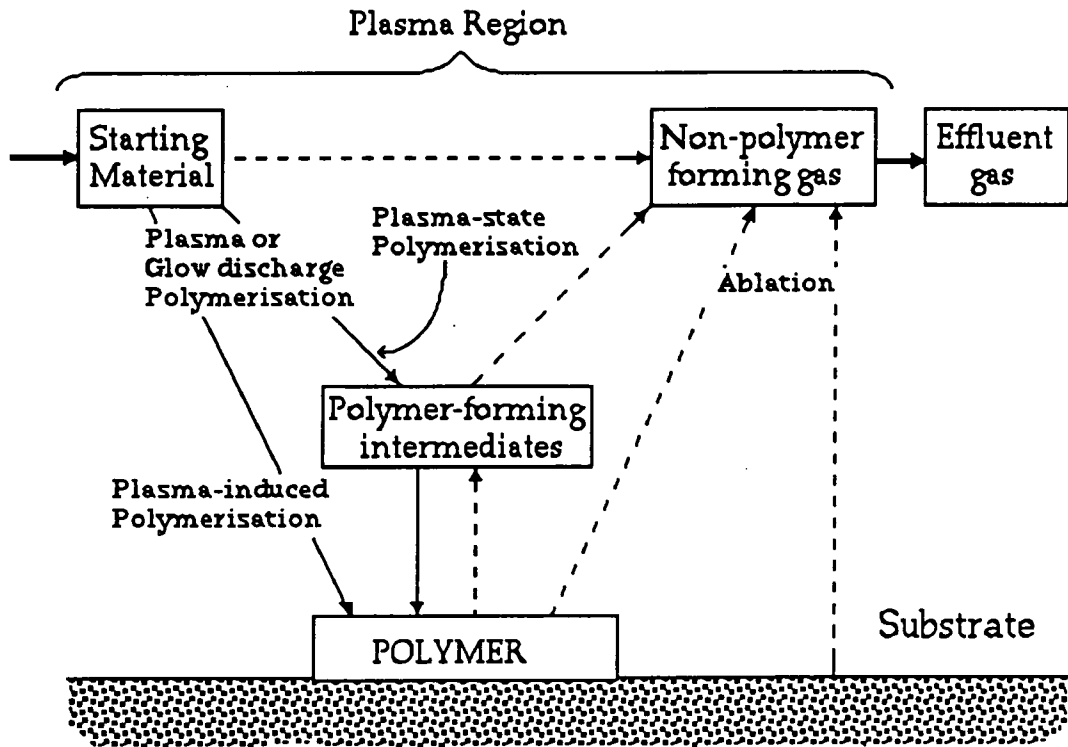 Plasma Region
Starting
Material
Non-polymer
forming gas
Effluent
gas
Plasma or
Glow discharge
Polymerisation
Plasma-state
Polymerisation
Ablation
Polymer-forming
intermediates
Plasma-induced
Polymerisation
POLYMER
Substrate